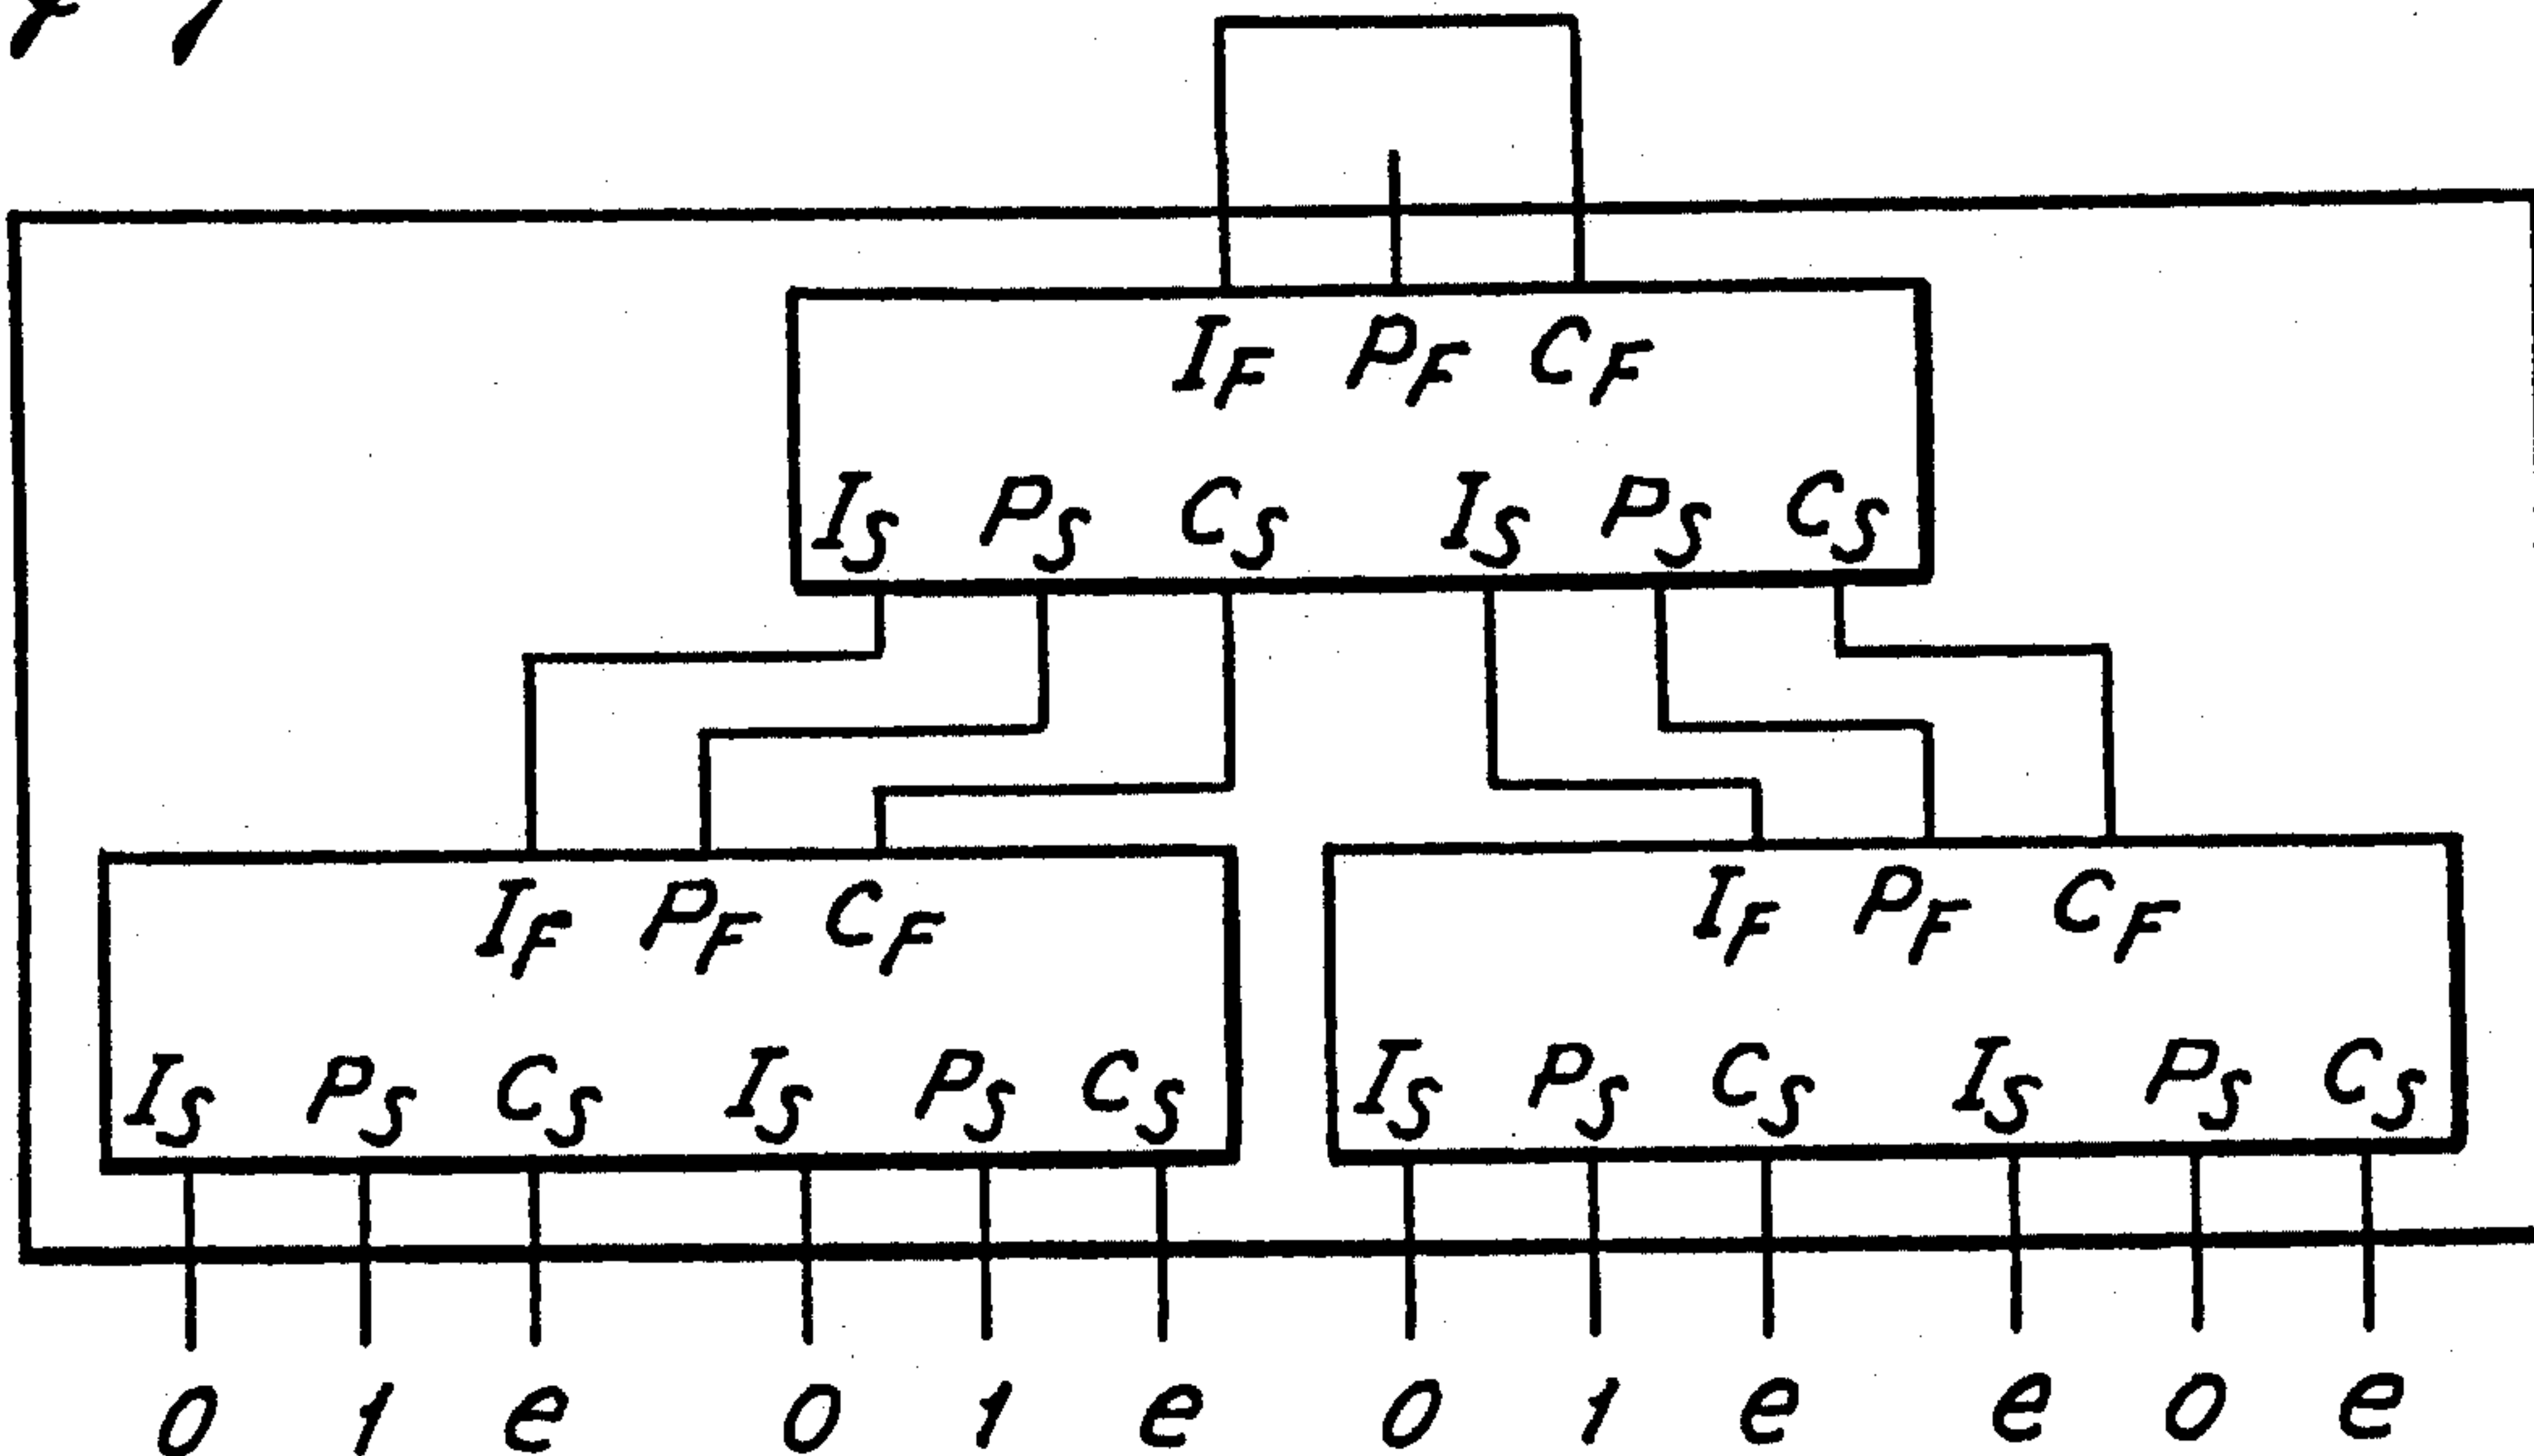 I_F P_F C_F
I_S P_S C_S I_S P_S C_S
I_F P_F C_F I_F P_F C_F
I_S P_S C_S I_S P_S C_S I_S P_S C_S I_S P_S C_S
0 1 e 0 1 e 0 1 e e 0 e